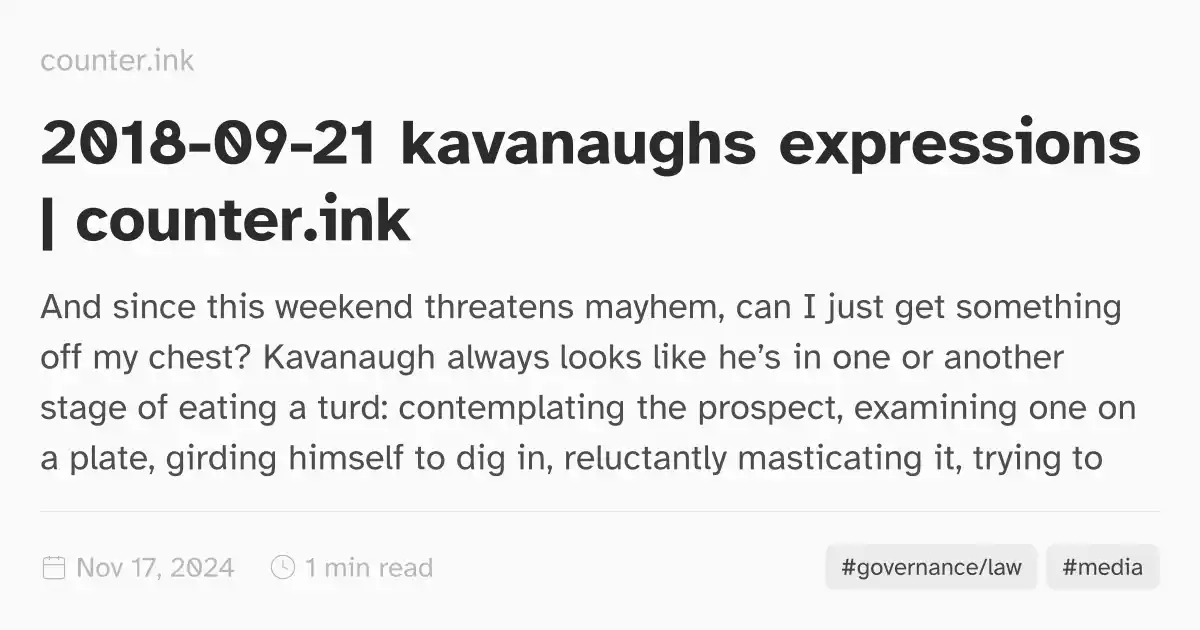 counter.ink
2018-09-21 kavanaughs expressions
| counter.ink
And since this weekend threatens mayhem, can I just get something
off my chest? Kavanaugh always looks like he’s in one or another
stage of eating a turd: contemplating the prospect, examining one on
a plate, girding himself to dig in, reluctantly masticating it, trying to
Nov 17, 2024 1 min read #governance/law #media